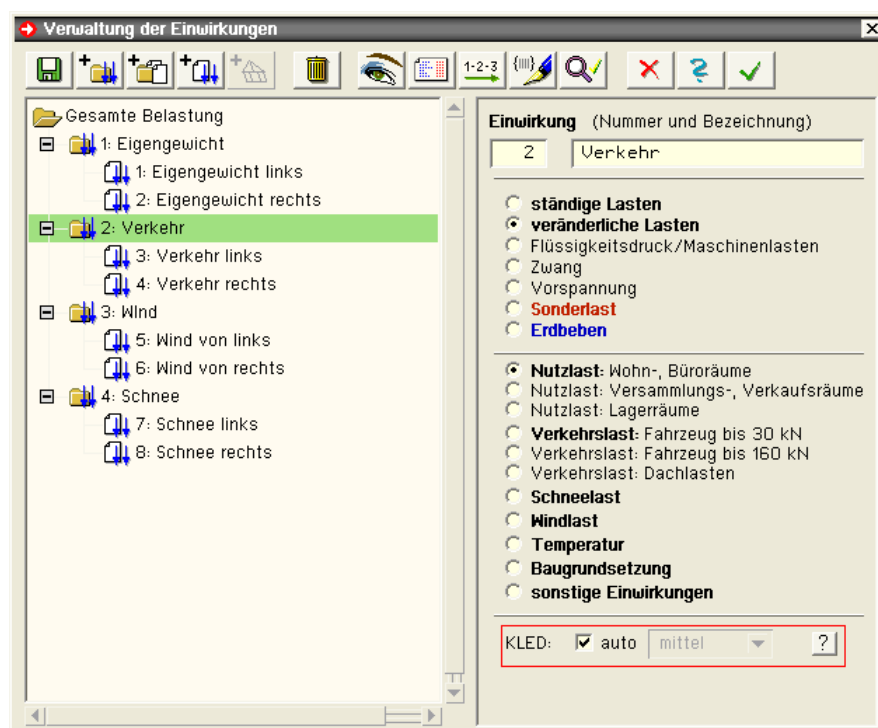 Verwaltung der Einwirkungen
1-2-3
Gesamte Belastung
1: Eigengewicht
1: Eigengewicht links
2: Eigengewicht rechts
2: Verkehr
3: Verkehr links
4: Verkehr rechts
3: WInd
5: Wind von links
6: Wind von rechts
4: Schnee
7: Schnee links
8: Schnee rechts
Einwirkung (Nummer und Bezeichnung)
2 Verkehr
ständige Lasten
veränderliche Lasten
Flüssigkeitsdruck/Maschinenlasten
Zwang
Vorspannung
Sonderlast
Erdbeben
Nutzlast: Wohn-, Büroräume
Nutzlast: Versammlungs-, Verkaufsräume
Nutzlast: Lagerräume
Verkehrslast: Fahrzeug bis 30 kN
Verkehrslast: Fahrzeug bis 160 kN
Verkehrslast: Dachlasten
Schneelast
Windlast
Temperatur
Baugrundsetzung
sonstige Einwirkungen
KLED: auto mittel ?